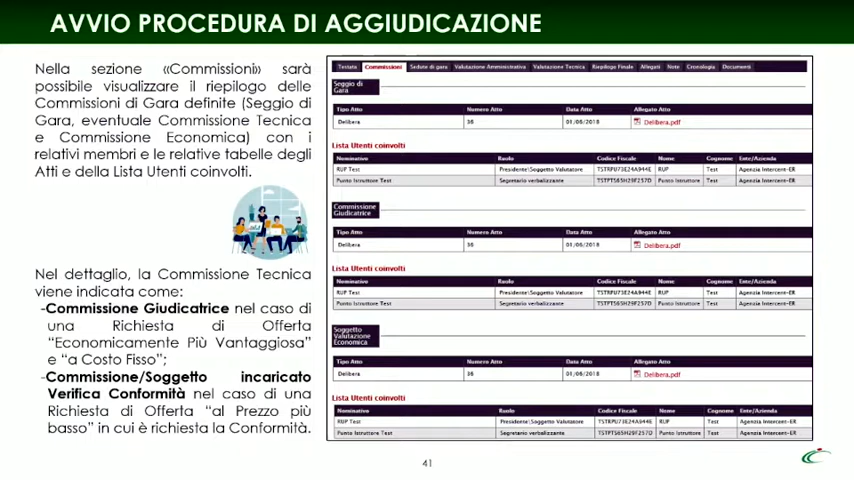 AVVIO PROCEDURA DI AGGIUDICAZIONE
Nella sezione «Commissioni» sarà
possibile visualizzare il riepilogo delle
Commissioni di Gara definite (Seggio di
Gara, eventuale Commissione Tecnica
e Commissione Economica) con i
relativi membri e le relative tabelle degli
Atti e della Lista Utenti coinvolti.
Nel dettaglio, la Commissione Tecnica
viene indicata come:
-Commissione Giudicatrice nel caso di
una Richiesta di Offerta
"Economicamente Più Vantaggiosa"
e "a Costo Fisso";
-Commissione/Soggetto incaricato
Verifica Conformità nel caso di una
Richiesta di Offerta "al Prezzo più
basso" in cui è richiesta la Conformità.
Testata Commissioni Sedute di gara Valutazione Amministrativa Valutazione Tecnica Riepilogo Finale Allegati Note Cronologia Documenti
Seggio di
Gara
Tipo Atto Numero Atto Data Atto Allegato Atto
Delibera 36 01/06/2018 Delibera.pdf
Lista Utenti coinvolti
Nominativo Ruolo Codice Fiscale Nome Cognome Ente/Azienda
RUP Test Presidente\Soggetto Valutatore RUP Test Agenzia Intercent-ER
Punto Istruttore Test Segretario verbalizzante Punto Istruttore Test Agenzia Intercent-ER
Commissione
Giudicatrice
Tipo Atto Numero Atto Data Atto Allegato Atto
Delibera 36 01/06/2018 Delibera.pdf
Lista Utenti coinvolti
Nominativo Ruolo Codice Fiscale Nome Cognome Ente/Azienda
RUP Test Presidente\Soggetto Valutatore RUP Test Agenzia Intercent-ER
Punto Istruttore Test Segretario verbalizzante Punto Istruttore Test Agenzia Intercent-ER
Soggetto
Valutazione
Economica
Tipo Atto Numero Atto Data Atto Allegato Atto
Delibera 36 01/06/2018 Delibera.pdf
Lista Utenti coinvolti
Nominativo Ruolo Codice Fiscale Nome Cognome Ente/Azienda
RUP Test Presidente\Soggetto Valutatore RUP Test Agenzia Intercent-ER
Punto Istruttore Test Segretario verbalizzante Punto Istruttore Test Agenzia Intercent-ER
41